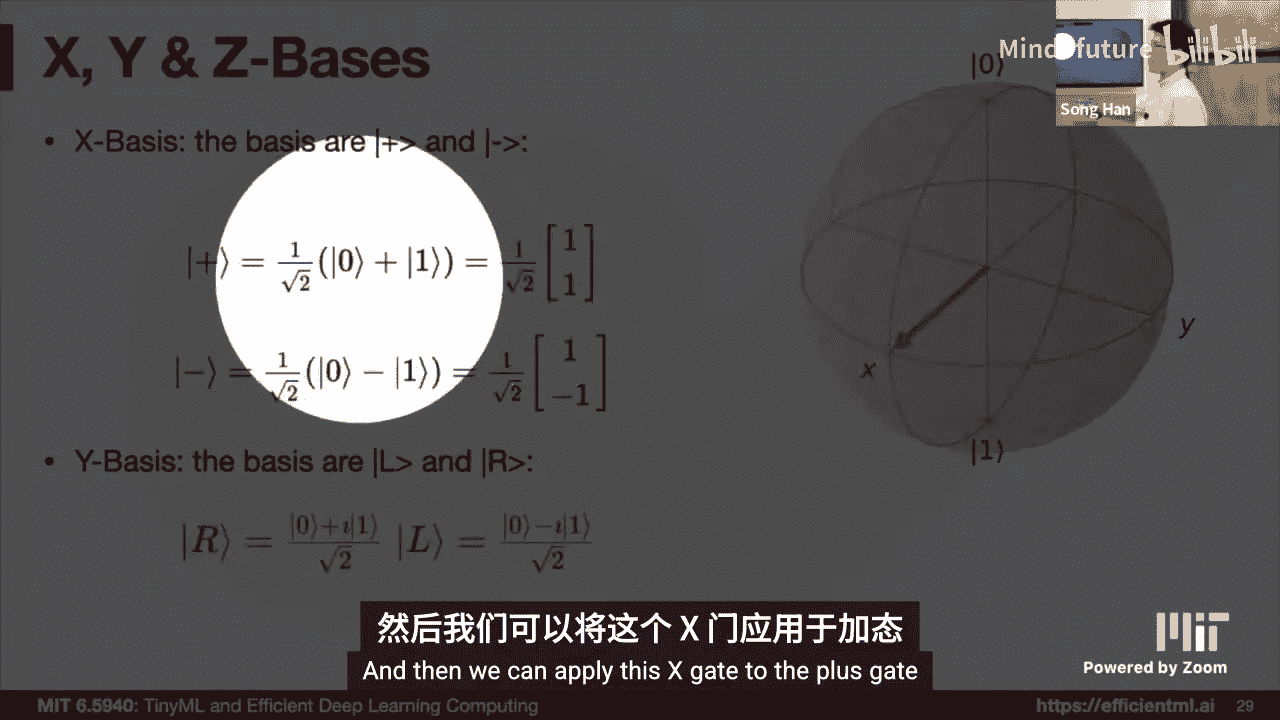 X, Y & Z-Bases
Mind future bilibili
|0⟩
Song Han
• X-Basis: the basis are |+> and |->:
|+⟩ = 1/√2 (|0⟩ + |1⟩) = 1/√2 [1 1]
y
|−⟩ = 1/√2 (|0⟩ − |1⟩) = 1/√2 [1 −1]
x
|1⟩
• Y-Basis: the basis are |L> and |R>:
|R⟩ = |0⟩+ı|1⟩/√2 |L⟩ = |0⟩−ı|1⟩/√2
然后我们可以将这个 X 门应用于加态
And then we can apply this X gate to the plus gate
MIT
Powered by Zoom
MIT 6.5940: TinyML and Efficient Deep Learning Computing
https://efficientml.ai 29